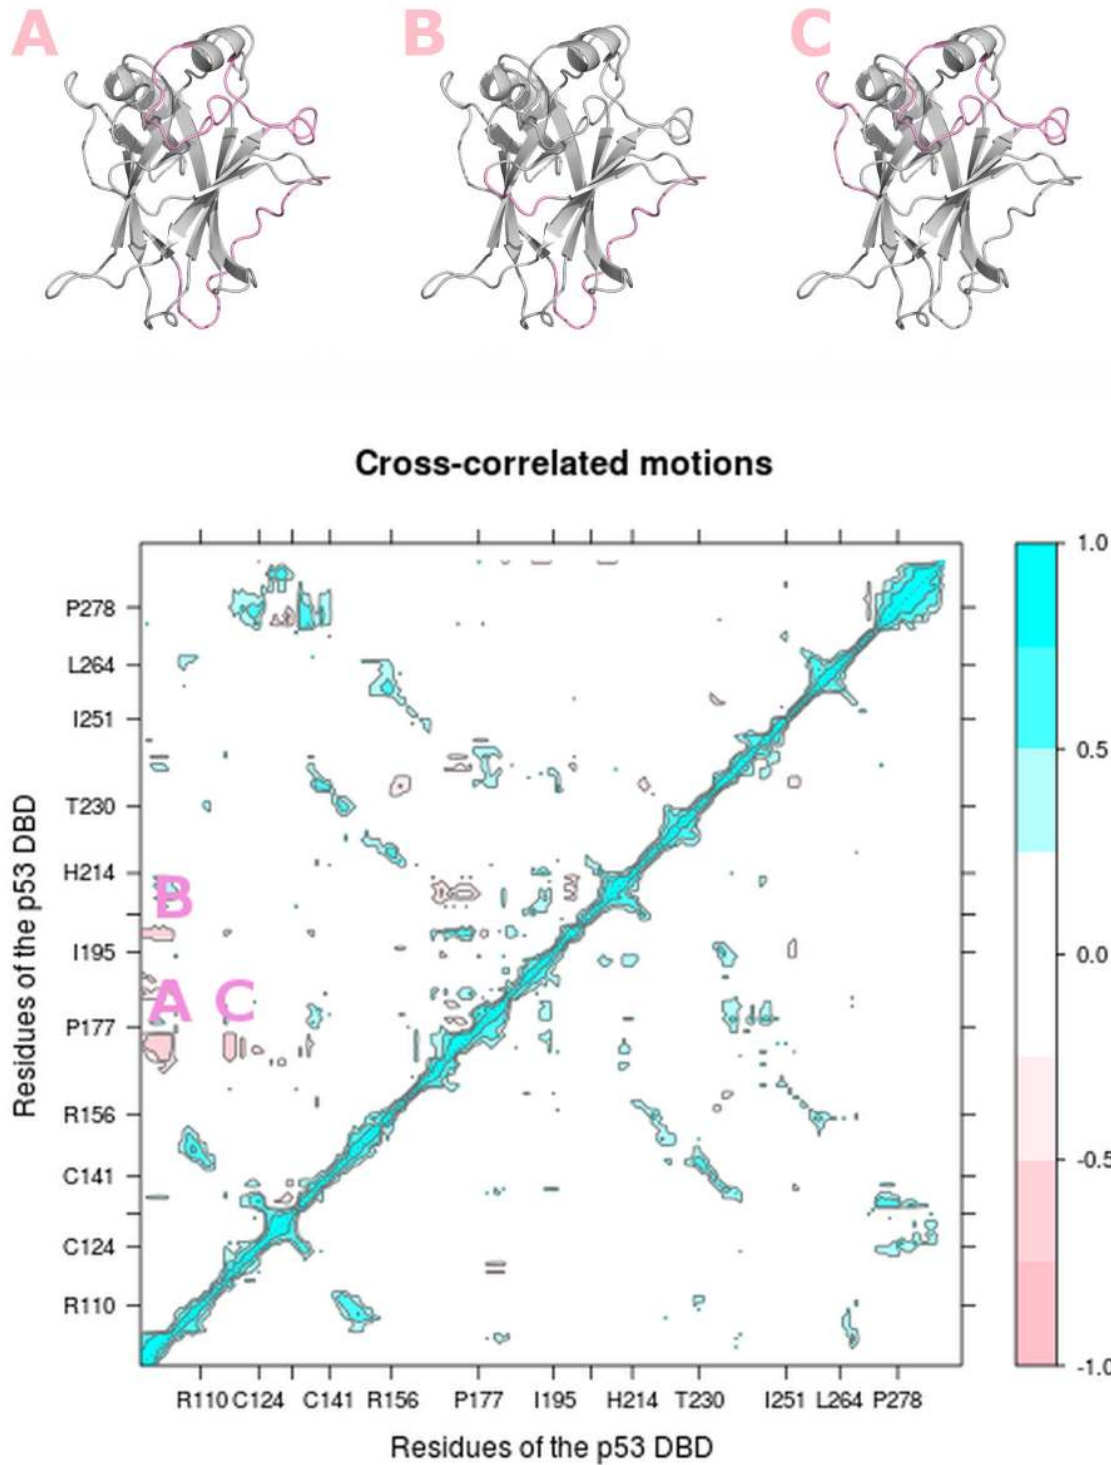 A B C
Cross-correlated motions
1.0
P278
L264
I251
0.5
T230
H214
B
I195
0.0
A C
P177
R156
-0.5
C141
C124
R110
-1.0
R110 C124 C141 R156 P177 I195 H214 T230 I251 L264 P278
Residues of the p53 DBD
Residues of the p53 DBD